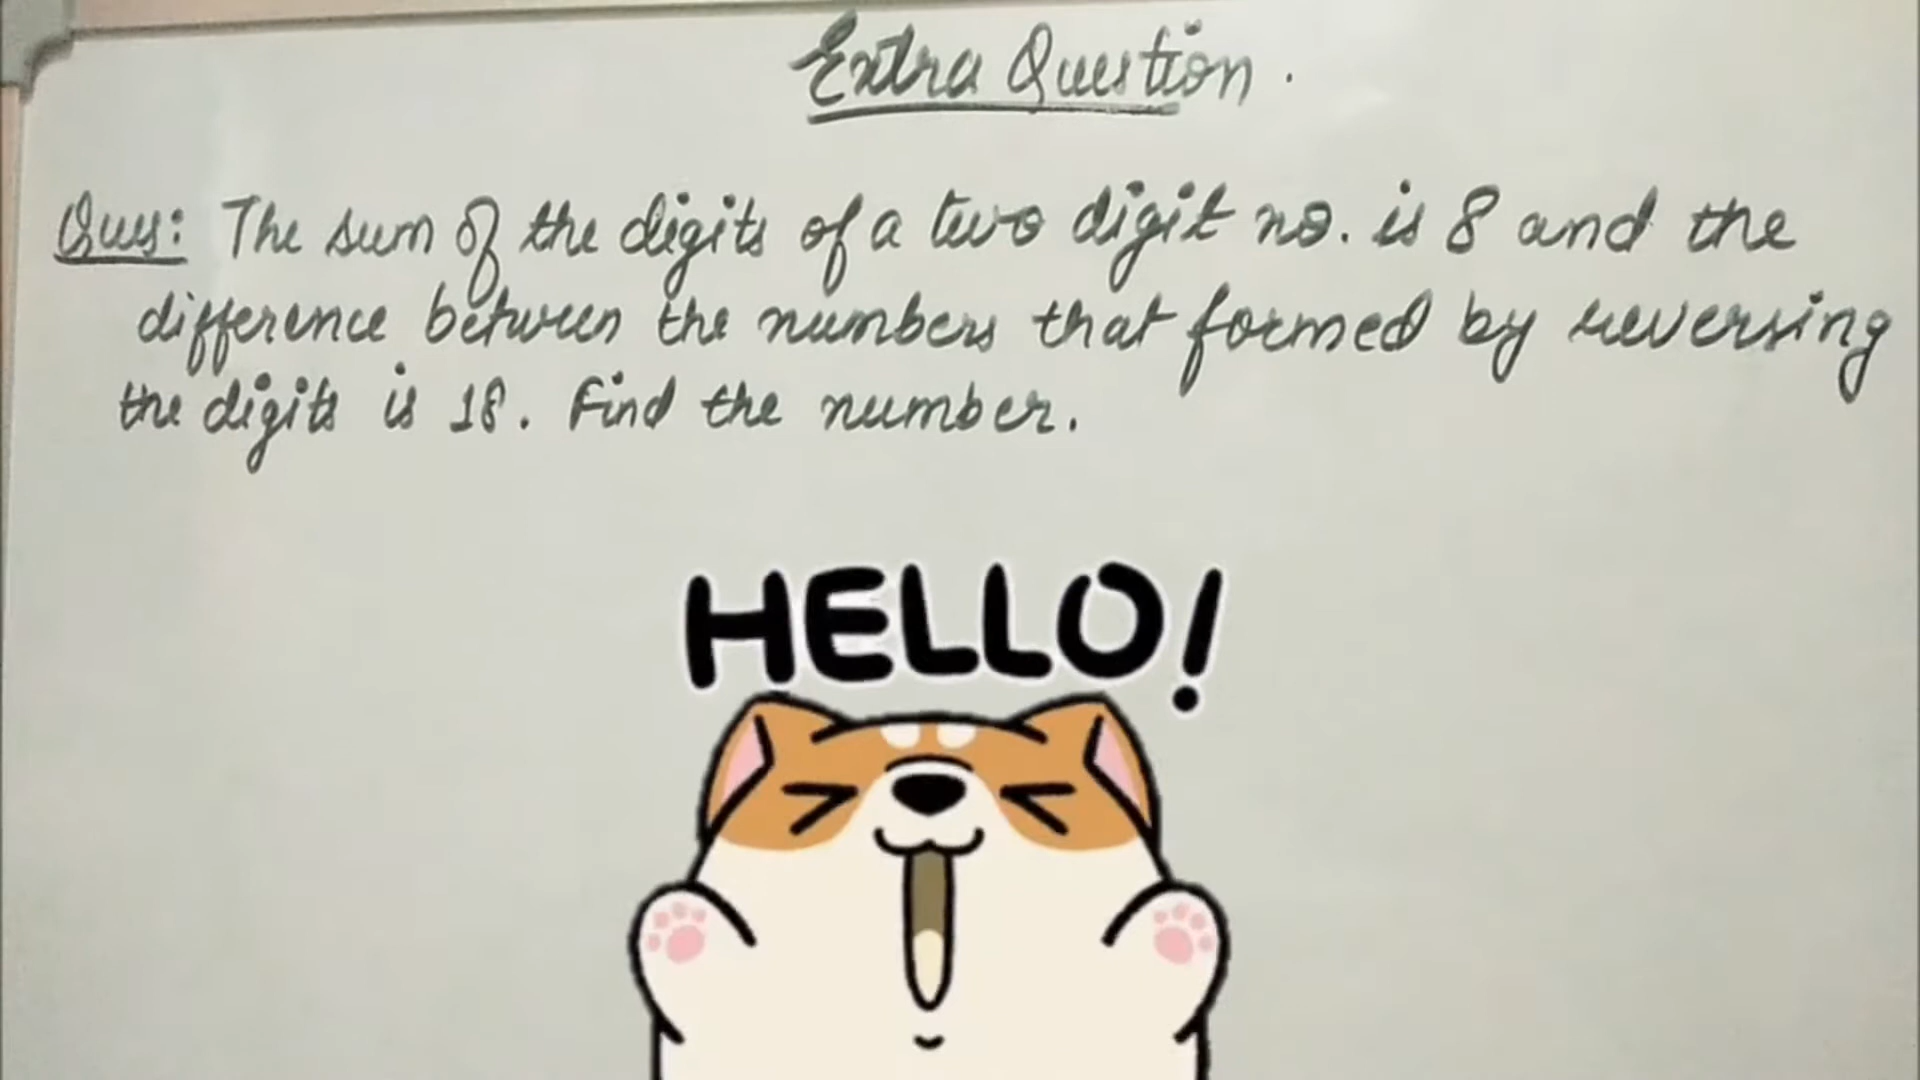 Extra Question.
Ques: The sum of the digits of a two digit no. is 8 and the
difference between the numbers that formed by reversing
the digits is 18. Find the number.
HELLO!